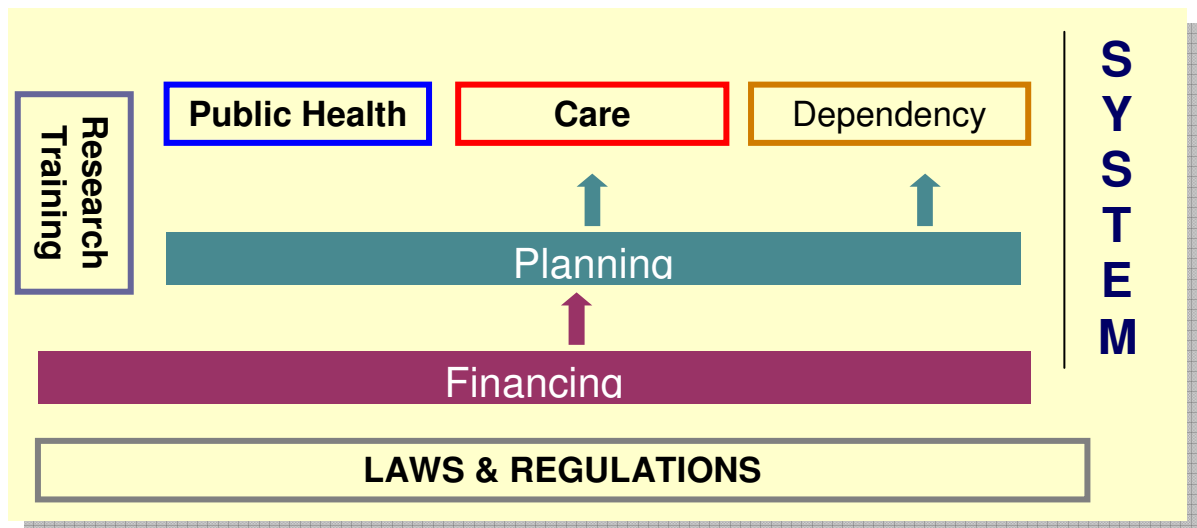 Public Health
Care
Dependency
Research
Training
Planning
Financing
LAWS & REGULATIONS
SYSTEM